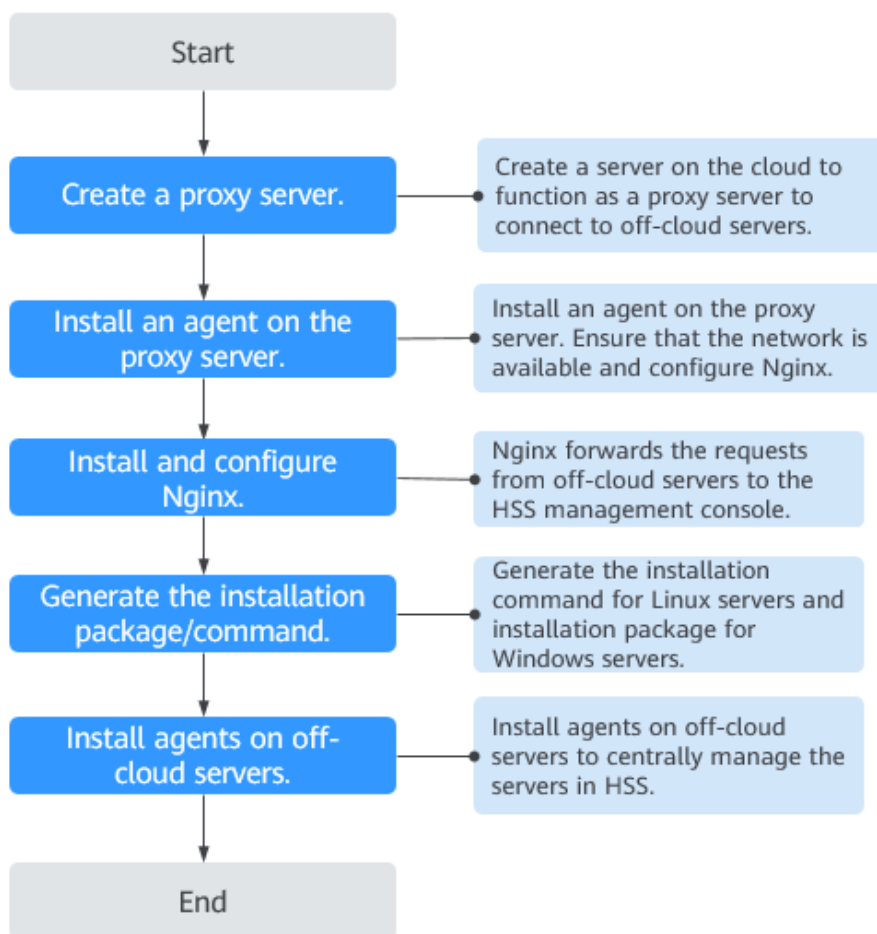 Start
Create a proxy server.
Create a server on the cloud to
function as a proxy server to
connect to off-cloud servers.
Install an agent on the
proxy server.
Install an agent on the proxy
server. Ensure that the network is
available and configure Nginx.
Install and configure
Nginx.
Nginx forwards the requests
from off-cloud servers to the
HSS management console.
Generate the installation
package/command.
Generate the installation
command for Linux servers and
installation package for
Windows servers.
Install agents on off-
cloud servers.
Install agents on off-cloud
servers to centrally manage the
servers in HSS.
End